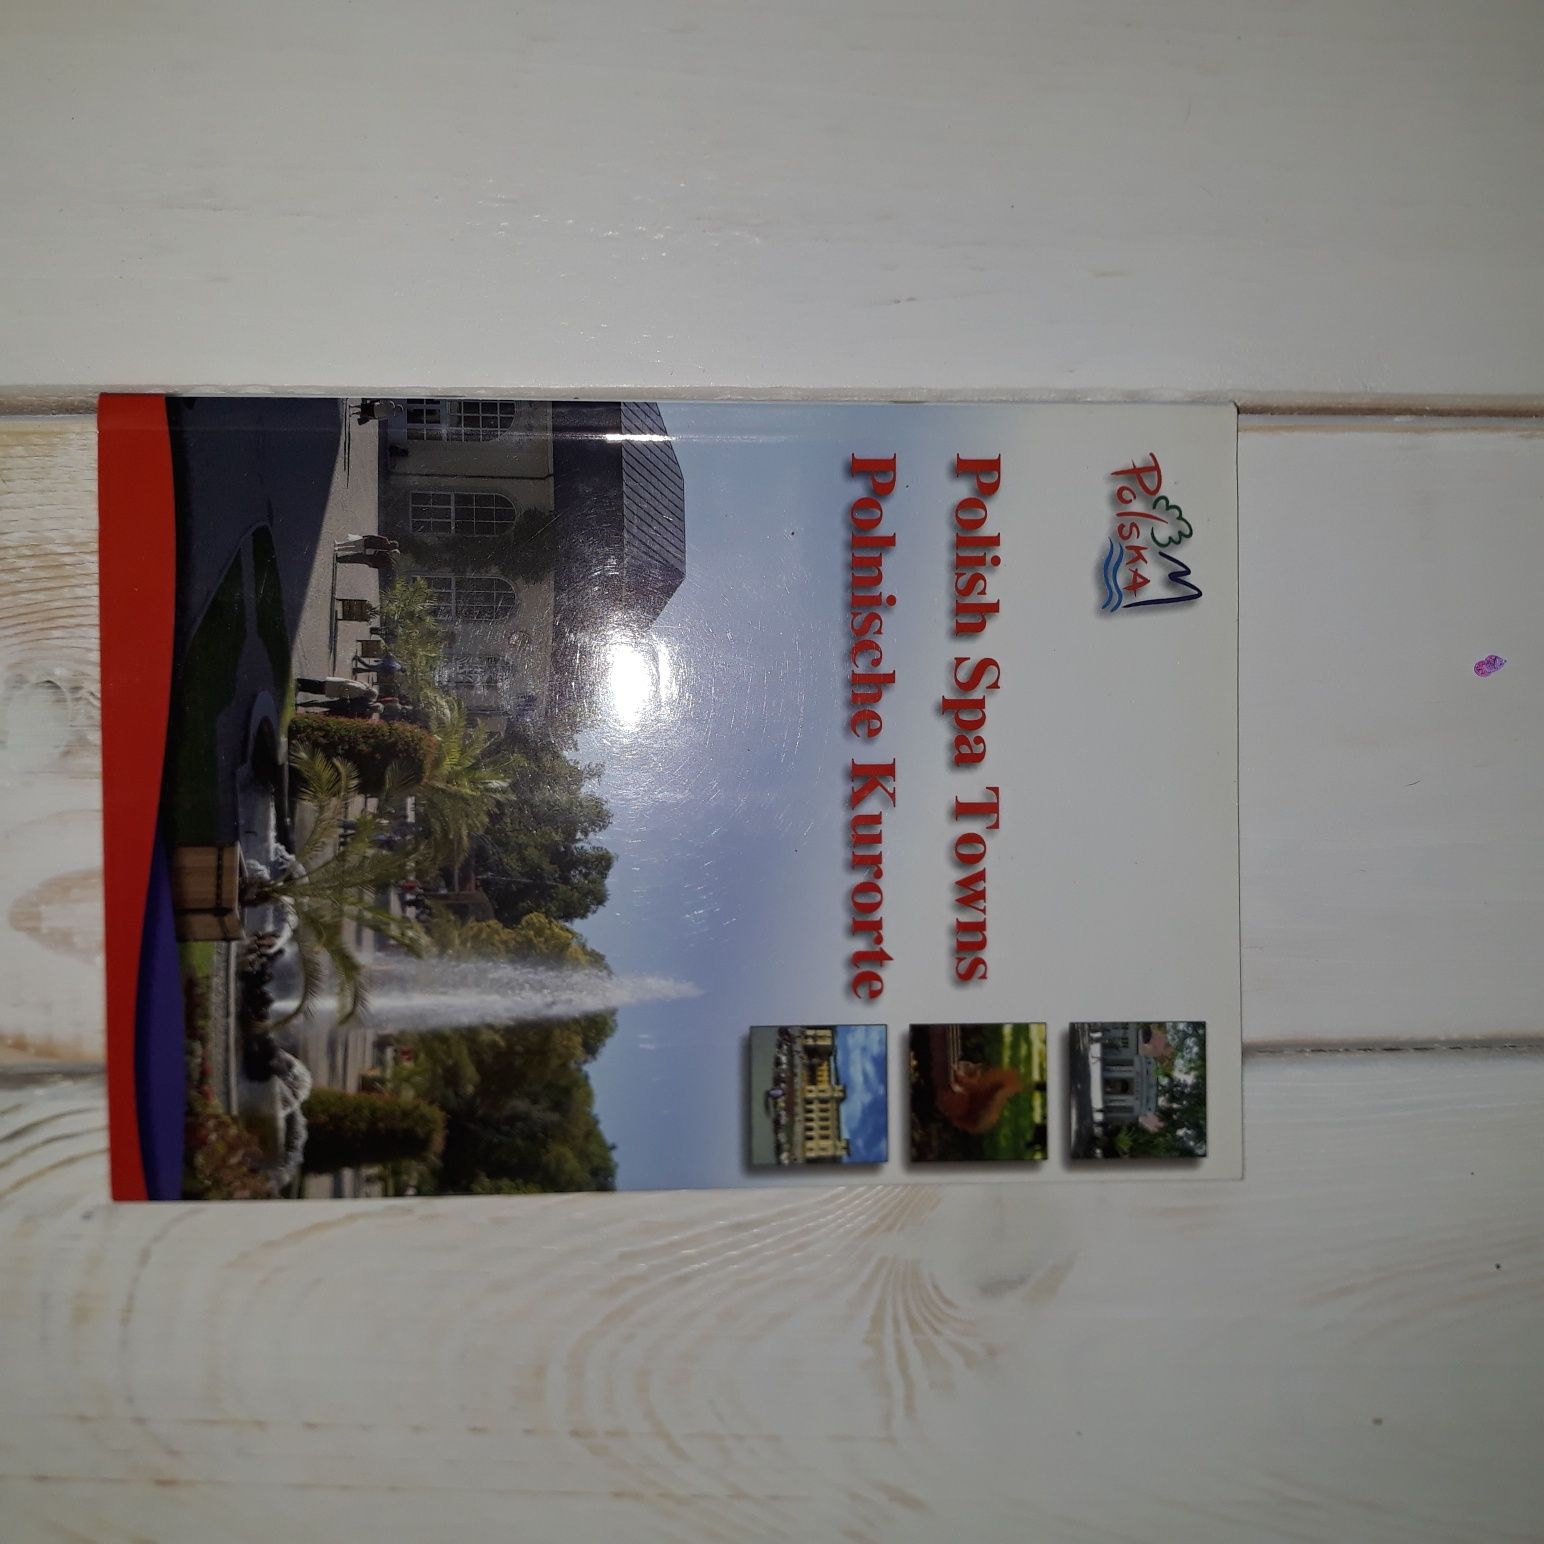 Polska
Polish Spa Towns
Polnische Kurorte